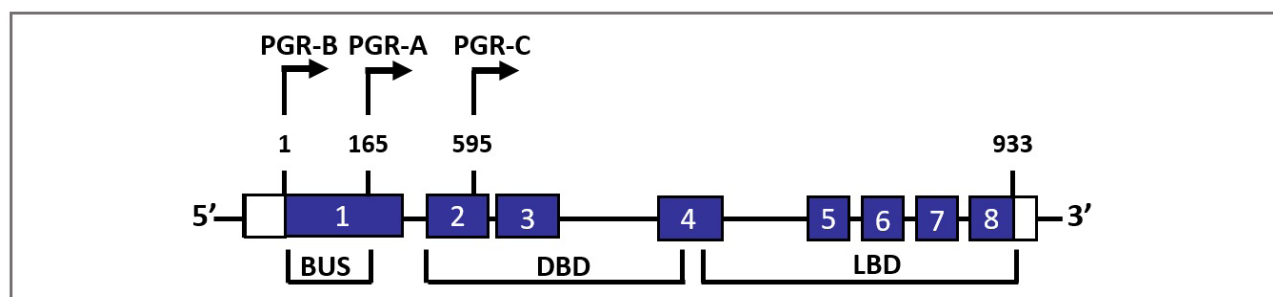 PGR-B PGR-A PGR-C
1 165 595 933
5’ 1 2 3 4 5 6 7 8 3’
BUS DBD LBD